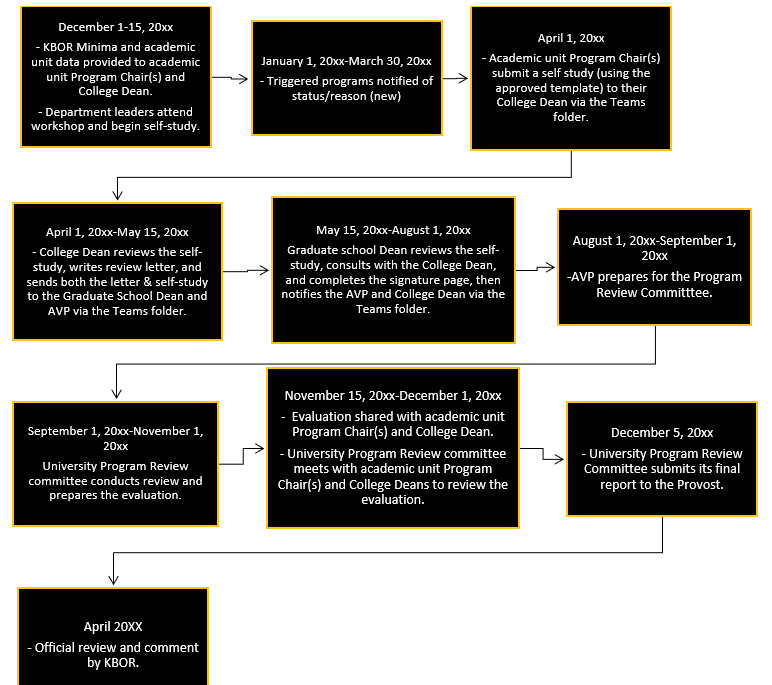 December 1-15, 20xx
- KBOR Minima and academic
unit data provided to academic
unit Program Chair(s) and
College Dean.
- Department leaders attend
workshop and begin self-study.
January 1, 20xx-March 30, 20xx
- Triggered programs notified of
status/reason (new)
April 1, 20xx
- Academic unit Program Chair(s)
submit a self study (using the
approved template) to their
College Dean via the Teams
folder.
April 1, 20xx-May 15, 20xx
- College Dean reviews the self-
study, writes review letter, and
sends both the letter & self-study
to the Graduate School Dean and
AVP via the Teams folder.
May 15, 20xx-August 1, 20xx
Graduate school Dean reviews the self-
study, consults with the College Dean,
and completes the signature page, then
notifies the AVP and College Dean via the
Teams folder.
August 1, 20xx-September 1,
20xx
-AVP prepares for the Program
Review Committtee.
September 1, 20xx-November 1,
20xx
University Program Review
committee conducts review and
prepares the evaluation.
November 15, 20xx-December 1, 20xx
- Evaluation shared with academic unit
Program Chair(s) and College Dean.
- University Program Review committee
meets with academic unit Program
Chair(s) and College Deans to review the
evaluation.
December 5, 20xx
- University Program Review
Committee submits its final
report to the Provost.
April 20XX
- Official review and comment
by KBOR.